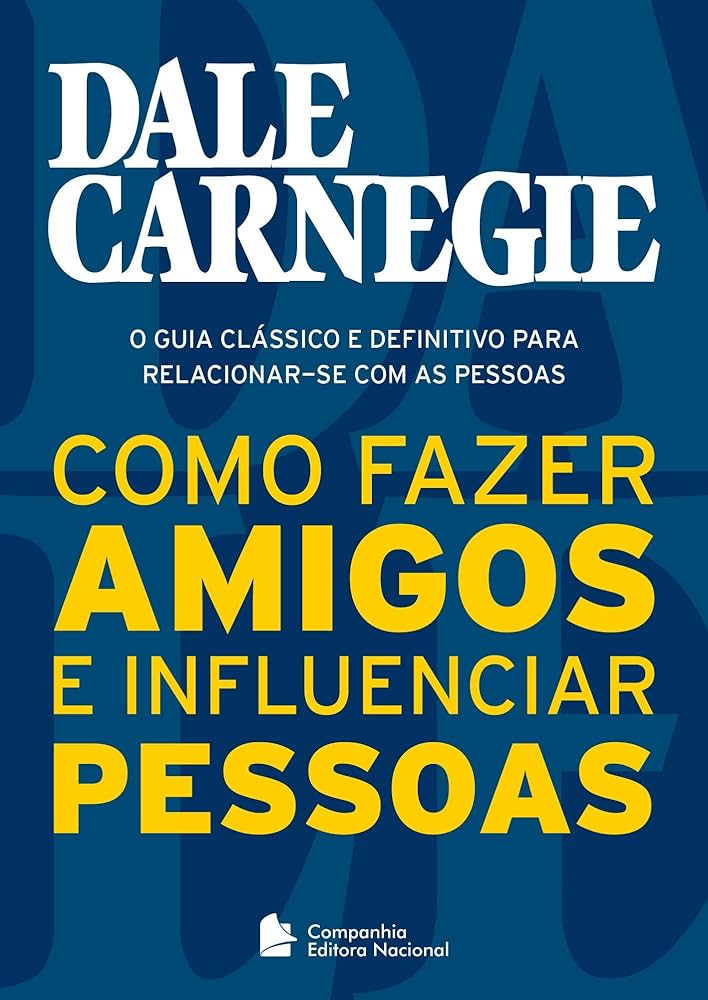 DALE
CARNEGIE
O GUIA CLÁSSICO E DEFINITIVO PARA
RELACIONAR-SE COM AS PESSOAS
COMO FAZER
AMIGOS
E INFLUENCIAR
PESSOAS
Companhia
Editora Nacional